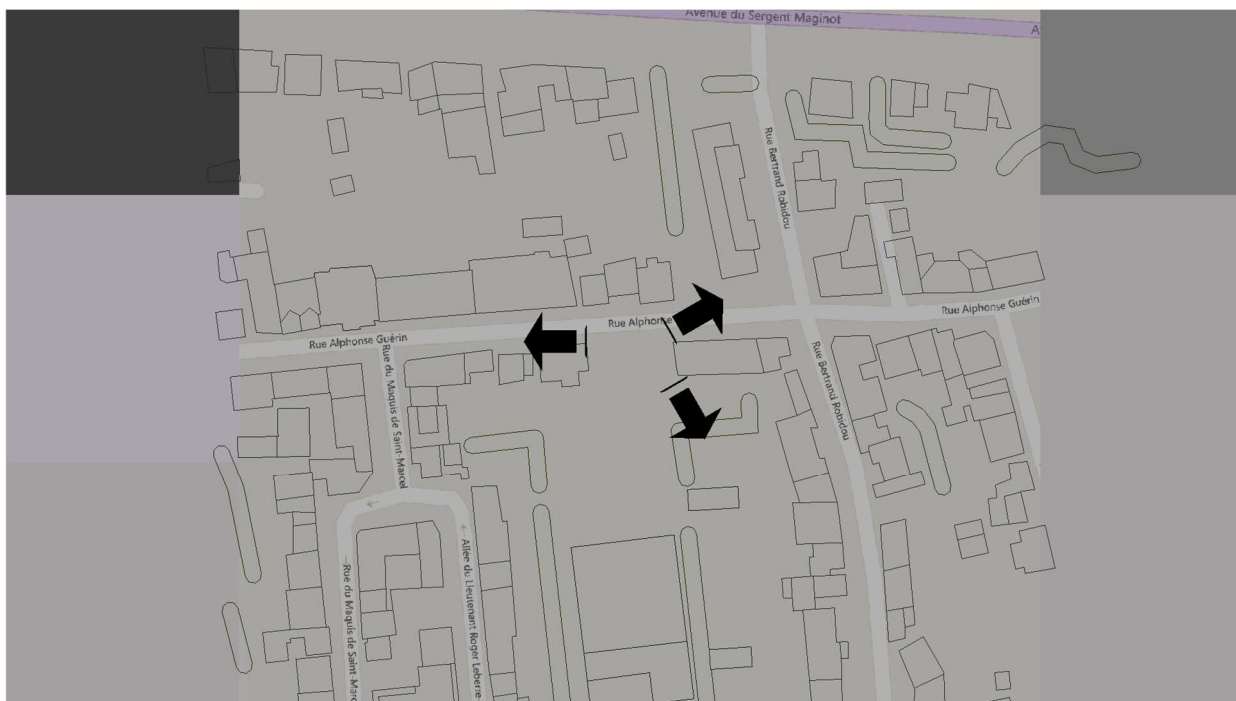 Avenue du Sergent Maginot
A
Rue Bertrand Robidou
Rue Alphonse Guérin
Rue Alphonse
Rue Alphonse Guérin
Rue du Maquis de Saint-Marcel
Rue Bertrand Robidou
Rue du Maquis de Saint-Marc
Allée du Lieutenant Roger Leberre